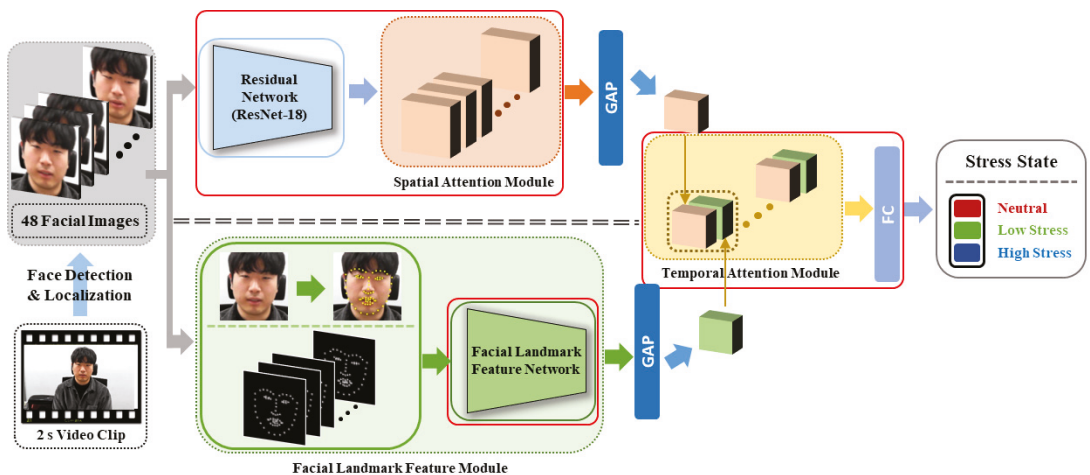 48 Facial Images
Face Detection
& Localization
2 s Video Clip
Residual
Network
(ResNet-18)
Spatial Attention Module
GAP
Facial Landmark
Feature Network
Facial Landmark Feature Module
GAP
Temporal Attention Module
FC
Stress State
Neutral
Low Stress
High Stress